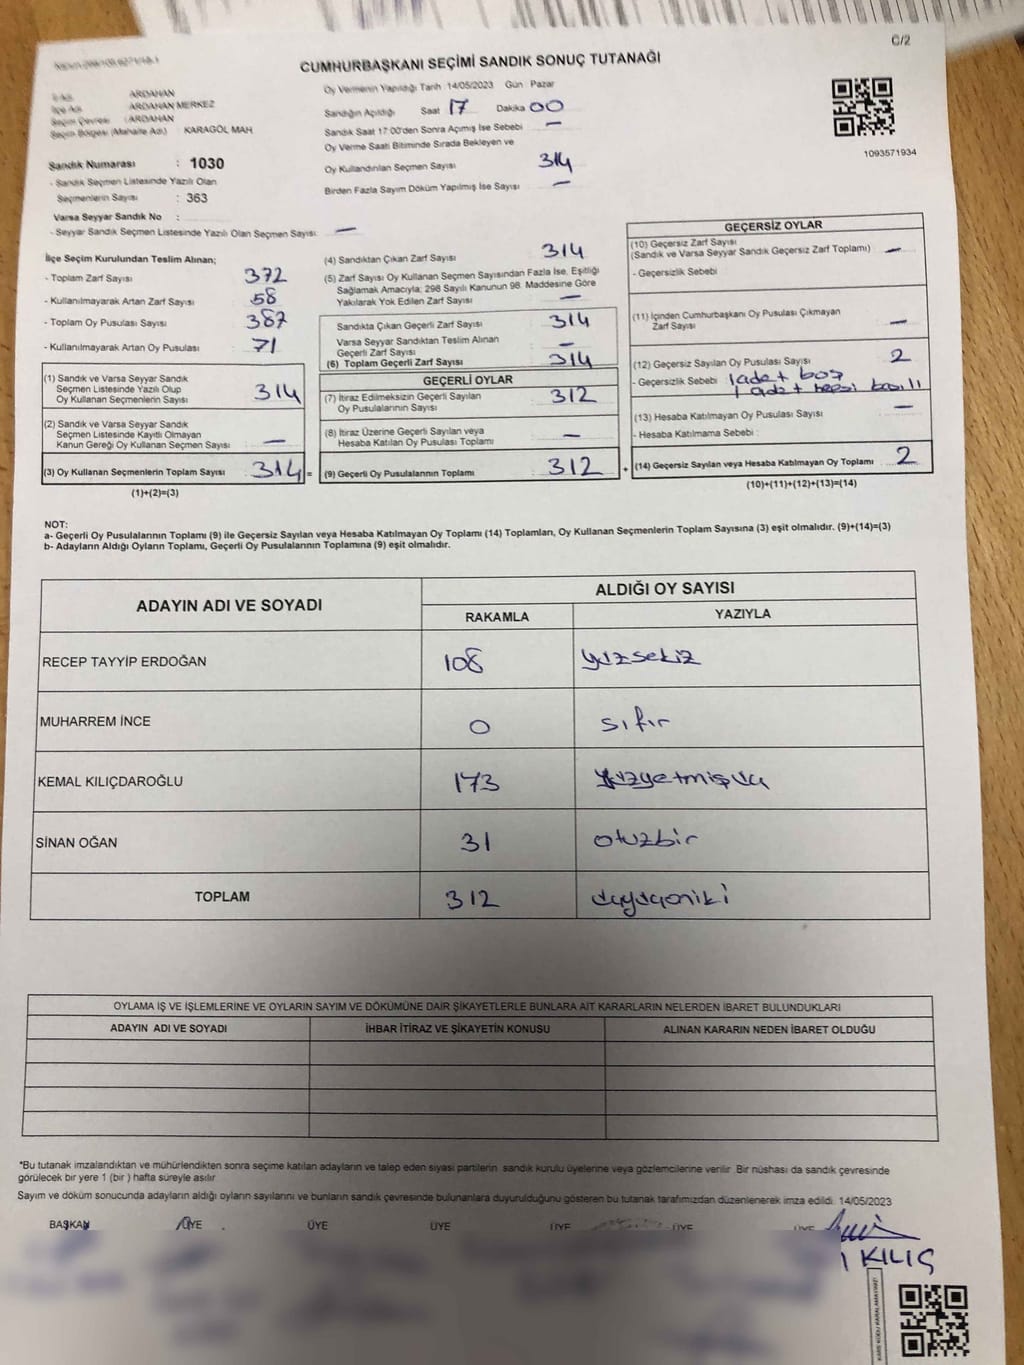 C/2
CUMHURBAŞKANI SEÇİMİ SANDIK SONUÇ TUTANAĞI
İli Adı ARDAHAN
İlçe Adı ARDAHAN MERKEZ
Seçim Çevresi : ARDAHAN
Seçim Bölgesi (Mahalle Adı) : KARAGÖL MAH
Sandık Numarası : 1030
- Sandık Seçmen Listesinde Yazılı Olan
Seçmenlerin Sayısı : 363
Varsa Seyyar Sandık No :
- Seyyar Sandık Seçmen Listesinde Yazılı Olan Seçmen Sayısı: —
Oy Vermenin Yapıldığı Tarih :14/05/2023 Gün Pazar
Sandığın Açıldığı Saat 17 Dakika 00
Sandık Saat 17:00'den Sonra Açımış İse Sebebi —
Oy Verme Saati Bitiminde Sırada Bekleyen ve
Oy Kullandırılan Seçmen Sayısı 314
Birden Fazla Sayım Döküm Yapılmış İse Sayısı —
1093571934
İlçe Seçim Kurulundan Teslim Alınan;
- Toplam Zarf Sayısı 372
- Kullanılmayarak Artan Zarf Sayısı 58
- Toplam Oy Pusulası Sayısı 387
- Kullanılmayarak Artan Oy Pusulası 71
(1) Sandık ve Varsa Seyyar Sandık
Seçmen Listesinde Yazılı Olup
Oy Kullanan Seçmenlerin Sayısı 314
(2) Sandık ve Varsa Seyyar Sandık
Seçmen Listesinde Kayıtlı Olmayan
Kanun Gereği Oy Kullanan Seçmen Sayısı —
(3) Oy Kullanan Seçmenlerin Toplam Sayısı 314 =
(1)+(2)=(3)
(4) Sandıktan Çıkan Zarf Sayısı 314
(5) Zarf Sayısı Oy Kullanan Seçmen Sayısından Fazla İse, Eşitliği
Sağlamak Amacıyla; 298 Sayılı Kanunun 98. Maddesine Göre
Yakılarak Yok Edilen Zarf Sayısı —
Sandıkta Çıkan Geçerli Zarf Sayısı 314
Varsa Seyyar Sandıktan Teslim Alınan
Geçerli Zarf Sayısı —
(6) Toplam Geçerli Zarf Sayısı 314
GEÇERLİ OYLAR
(7) İtiraz Edilmeksizin Geçerli Sayılan
Oy Pusulalarının Sayısı 312
(8) İtiraz Üzerine Geçerli Sayılan veya
Hesaba Katılan Oy Pusulası Toplamı —
(9) Geçerli Oy Pusulalarının Toplamı 312 +
GEÇERSİZ OYLAR
(10) Geçersiz Zarf Sayısı
(Sandık ve Varsa Seyyar Sandık Geçersiz Zarf Toplamı) —
- Geçersizlik Sebebi
(11) İçinden Cumhurbaşkanı Oy Pusulası Çıkmayan
Zarf Sayısı —
(12) Geçersiz Sayılan Oy Pusulası Sayısı 2
- Geçersizlik Sebebi 1 adet boş
1 adet hepsi basılı
(13) Hesaba Katılmayan Oy Pusulası Sayısı —
- Hesaba Katılmama Sebebi
(14) Geçersiz Sayılan veya Hesaba Katılmayan Oy Toplamı 2
(10)+(11)+(12)+(13)=(14)
NOT:
a- Geçerli Oy Pusulalarının Toplamı (9) ile Geçersiz Sayılan veya Hesaba Katılmayan Oy Toplamı (14) Toplamları, Oy Kullanan Seçmenlerin Toplam Sayısına (3) eşit olmalıdır. (9)+(14)=(3)
b- Adayların Aldığı Oyların Toplamı, Geçerli Oy Pusulalarının Toplamına (9) eşit olmalıdır.
ADAYIN ADI VE SOYADI ALDIĞI OY SAYISI
RAKAMLA YAZIYLA
RECEP TAYYİP ERDOĞAN 108 yüzsekiz
MUHARREM İNCE 0 sıfır
KEMAL KILIÇDAROĞLU 173 yüzyetmişüç
SİNAN OĞAN 31 otuzbir
TOPLAM 312 üçyüzoniki
OYLAMA İŞ VE İŞLEMLERİNE VE OYLARIN SAYIM VE DÖKÜMÜNE DAİR ŞİKAYETLERLE BUNLARA AİT KARARLARIN NELERDEN İBARET BULUNDUKLARI
ADAYIN ADI VE SOYADI İHBAR İTİRAZ VE ŞİKAYETİN KONUSU ALINAN KARARIN NEDEN İBARET OLDUĞU
*Bu tutanak imzalandıktan ve mühürlendikten sonra seçime katılan adayların ve talep eden siyasi partilerin sandık kurulu üyelerine veya gözlemcilerine verilir. Bir nüshası da sandık çevresinde
görülecek bir yere 1 (bir) hafta süreyle asılır
Sayım ve döküm sonucunda adayların aldığı oyların sayılarını ve bunların sandık çevresinde bulunanlara duyurulduğunu gösteren bu tutanak tarafımızdan düzenlenerek imza edildi. 14/05/2023
BAŞKAN ÜYE ÜYE ÜYE ÜYE ÜYE ÜYE
KILIÇ